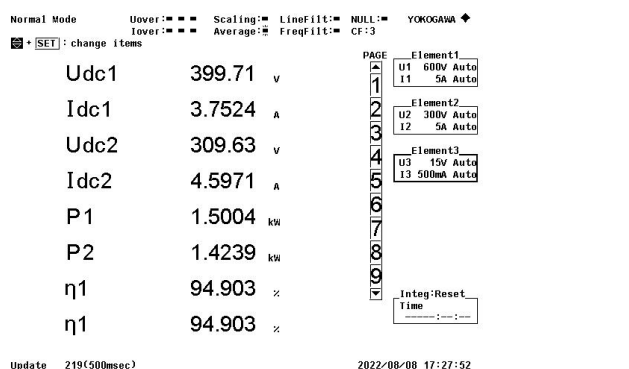 Normal Mode Uover:■ ■ ■ Scaling:■ LineFilt:■ NULL:■ YOKOGAWA ◆
Iover:■ ■ ■ Average:■ FreqFilt:■ CF:3
+ SET : change items
PAGE
Udc1 399.71 V
Idc1 3.7524 A
Udc2 309.63 V
Idc2 4.5971 A
P1 1.5004 kW
P2 1.4239 kW
η1 94.903 %
η1 94.903 %
1
2
3
4
5
6
7
8
9
Element1
U1 600V Auto
I1 5A Auto
Element2
U2 300V Auto
I2 5A Auto
Element3
U3 15V Auto
I3 500mA Auto
Integ:Reset
Time
-----:--:--
Update 219(500msec) 2022/08/08 17:27:52